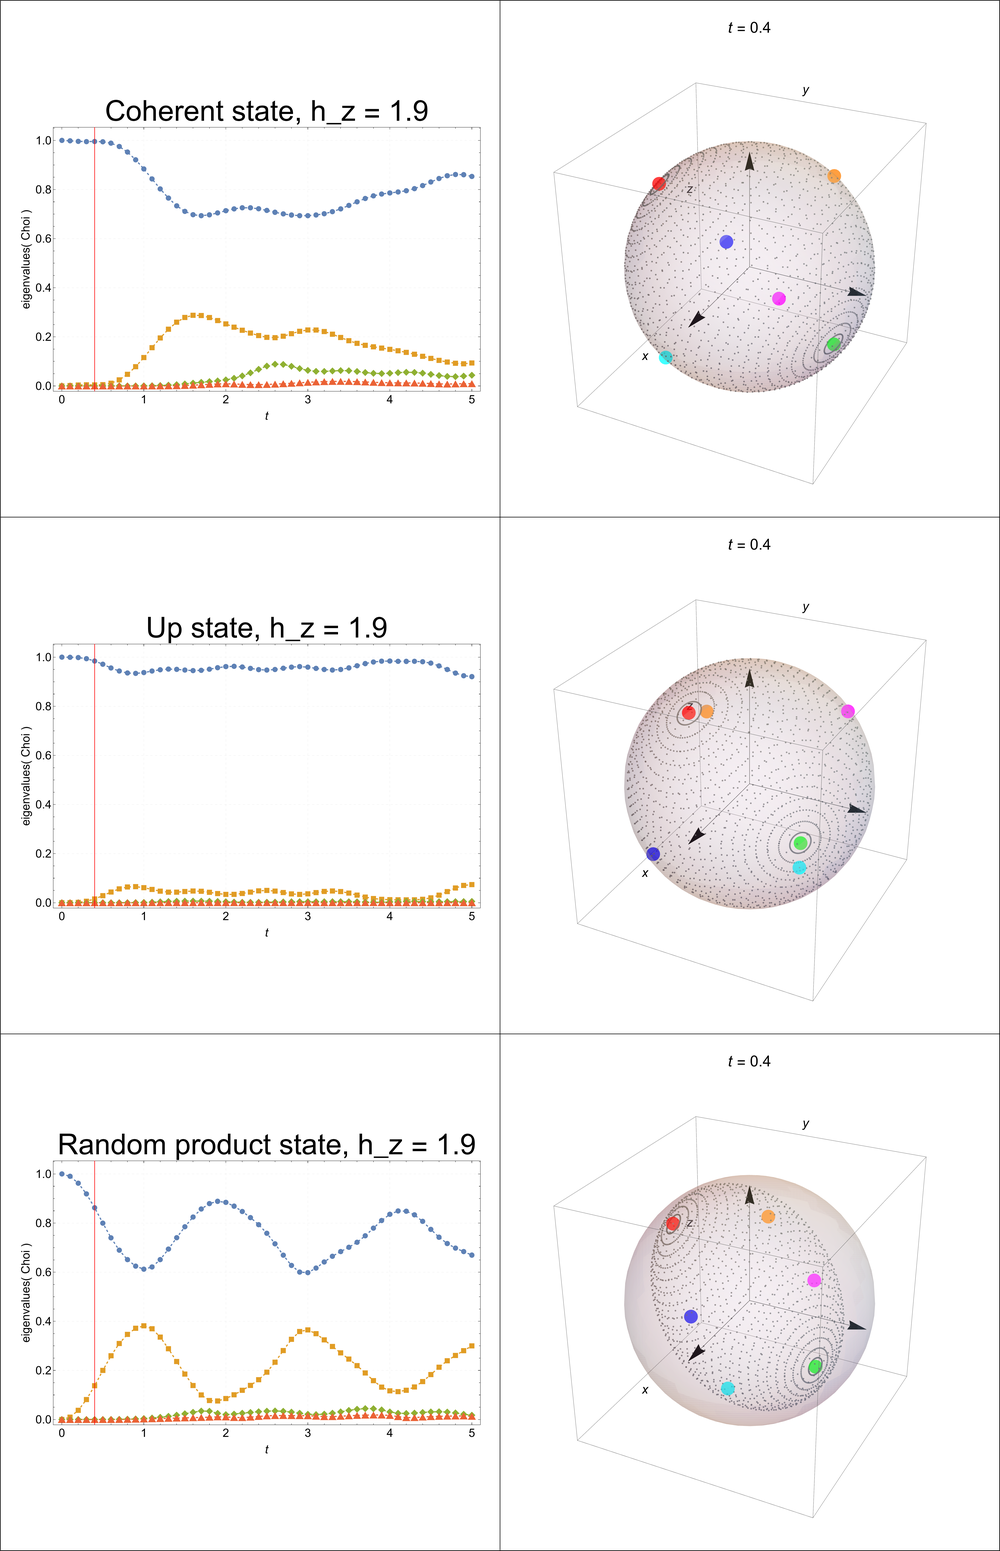 Coherent state, h_z = 1.9
eigenvalues( Choi )
1.0
0.8
0.6
0.4
0.2
0.0
0 1 2 3 4 5
t
t = 0.4
y
z
x
Up state, h_z = 1.9
eigenvalues( Choi )
1.0
0.8
0.6
0.4
0.2
0.0
0 1 2 3 4 5
t
t = 0.4
y
z
x
Random product state, h_z = 1.9
eigenvalues( Choi )
1.0
0.8
0.6
0.4
0.2
0.0
0 1 2 3 4 5
t
t = 0.4
y
z
x